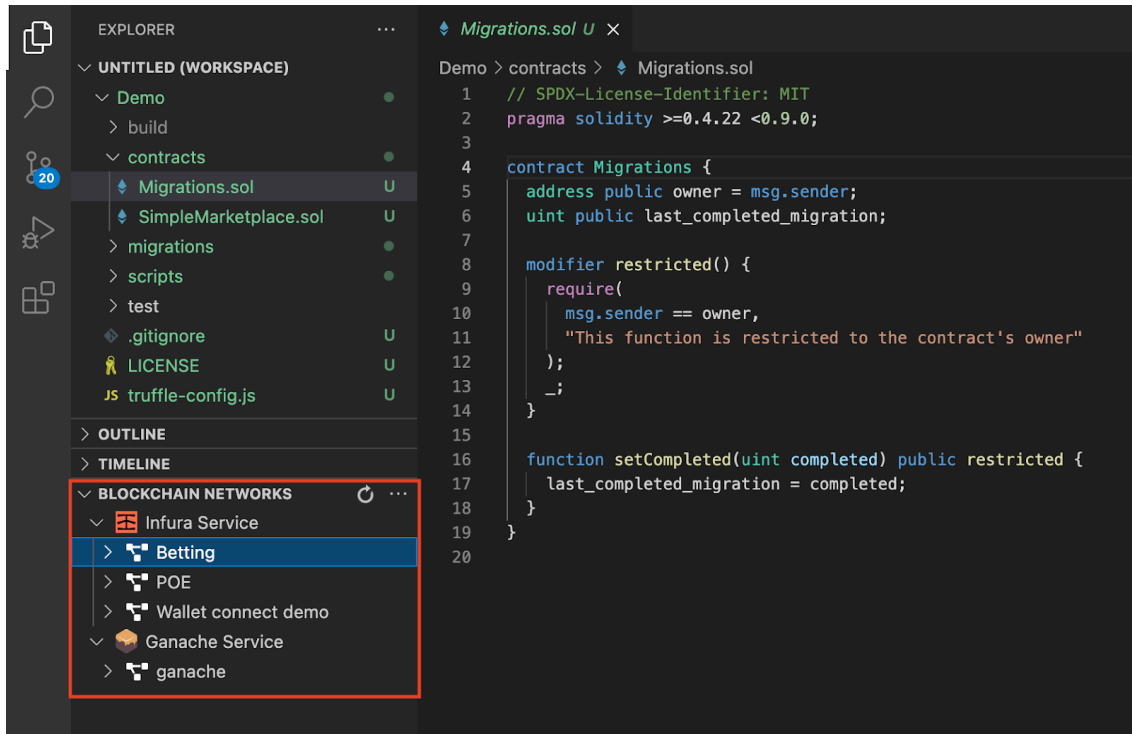 EXPLORER ...
UNTITLED (WORKSPACE)
Demo
build
contracts
Migrations.sol U
SimpleMarketplace.sol U
migrations
scripts
test
.gitignore U
LICENSE U
JS truffle-config.js U
OUTLINE
TIMELINE
BLOCKCHAIN NETWORKS ...
Infura Service
Betting
POE
Wallet connect demo
Ganache Service
ganache
20
Migrations.sol U
Demo > contracts > Migrations.sol
1 // SPDX-License-Identifier: MIT
2 pragma solidity >=0.4.22 <0.9.0;
3
4 contract Migrations {
5 address public owner = msg.sender;
6 uint public last_completed_migration;
7
8 modifier restricted() {
9 require(
10 msg.sender == owner,
11 "This function is restricted to the contract's owner"
12 );
13 _;
14 }
15
16 function setCompleted(uint completed) public restricted {
17 last_completed_migration = completed;
18 }
19 }
20